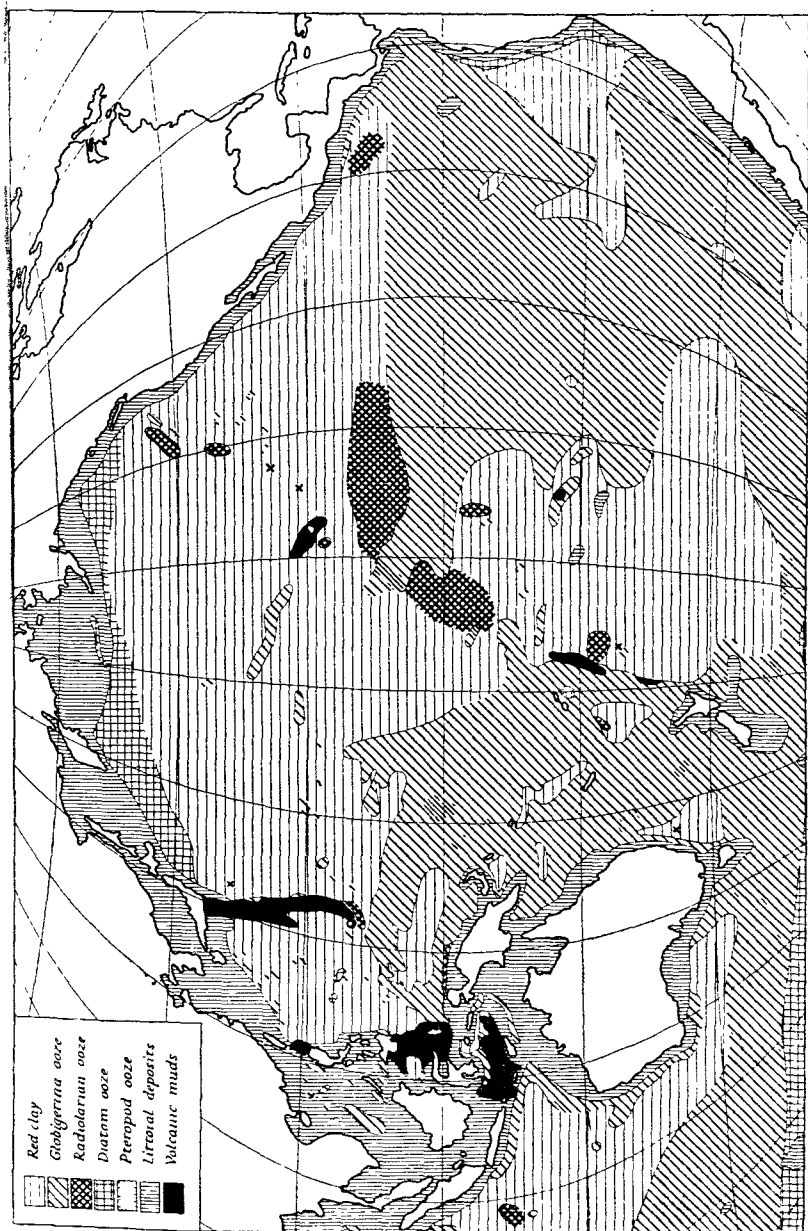 Red clay
Globigerina ooze
Radiolarian ooze
Diatom ooze
Pteropod ooze
Littoral deposits
Volcanic muds